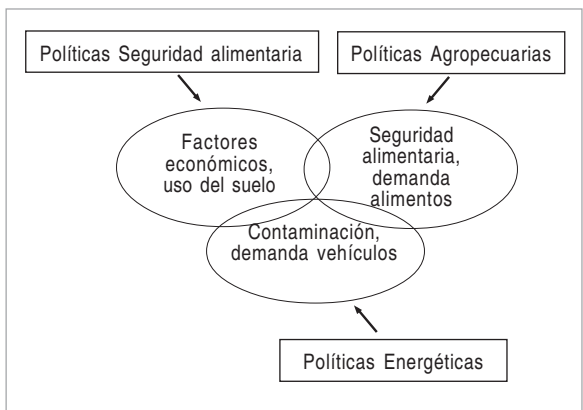 Políticas Seguridad alimentaria
Políticas Agropecuarias
Factores
económicos,
uso del suelo
Seguridad
alimentaria,
demanda
alimentos
Contaminación,
demanda vehículos
Políticas Energéticas